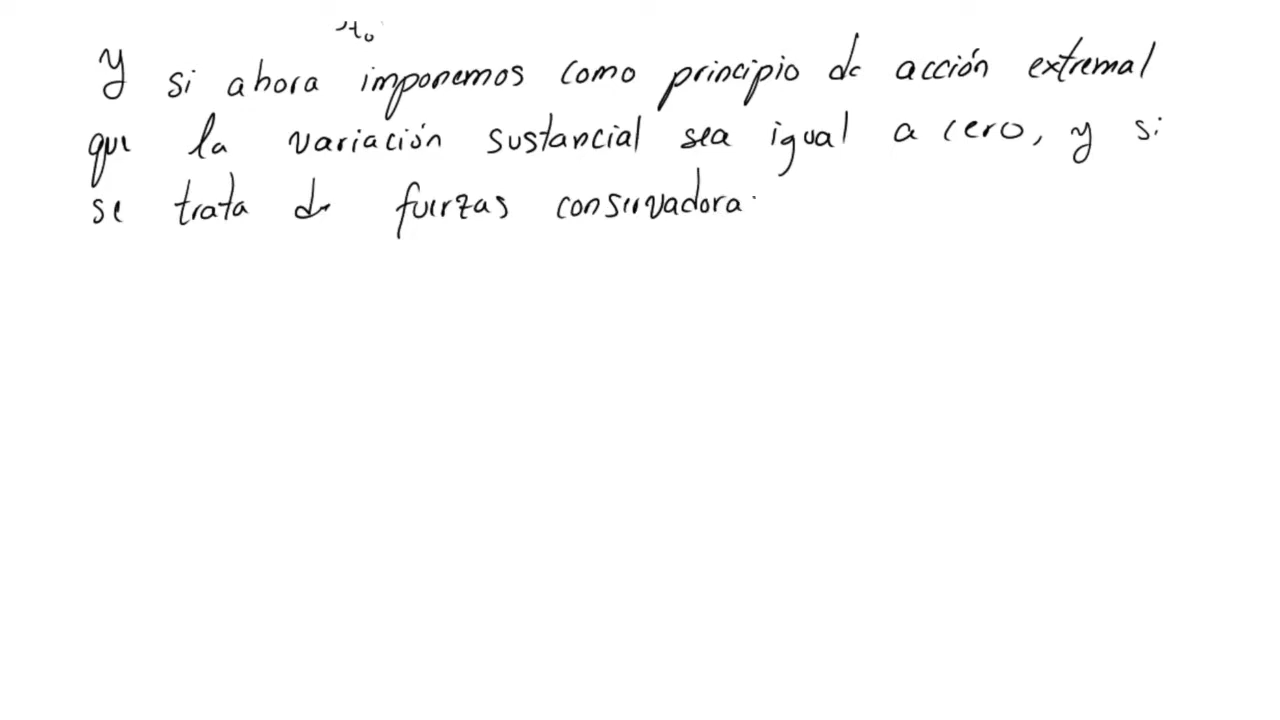 Y si ahora imponemos como principio de acción extremal
que la variación sustancial sea igual a cero, y si
se trata de fuerzas conservadora